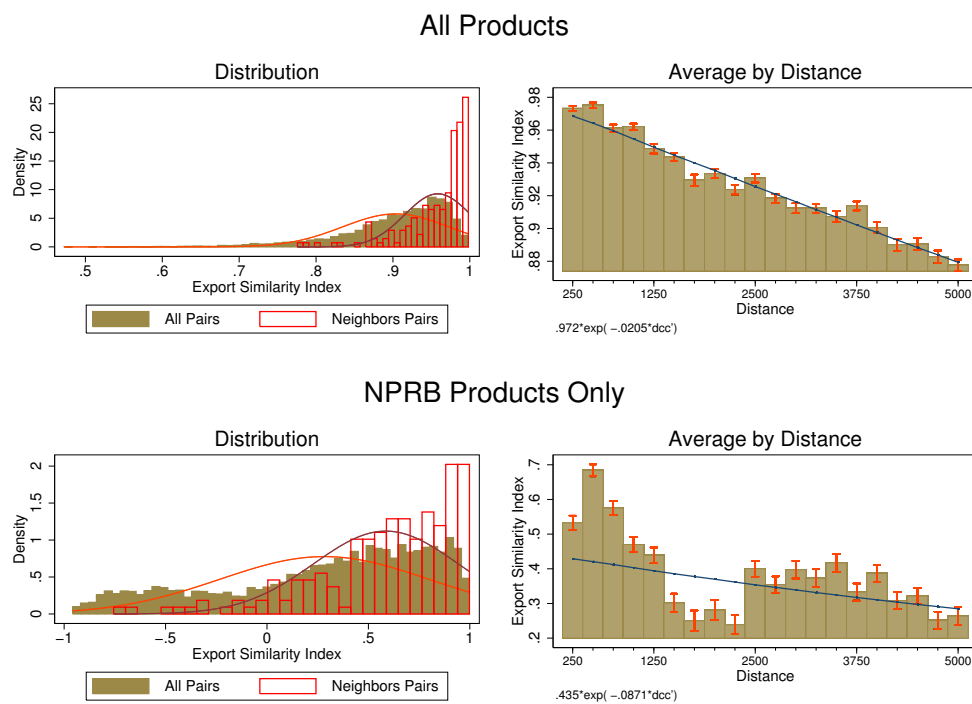 All Products
Distribution
Density
0 5 10 15 20 25
.5 .6 .7 .8 .9 1
Export Similarity Index
All Pairs Neighbors Pairs
Average by Distance
Export Similarity Index
.88 .9 .92 .94 .96 .98
250 1250 2500 3750 5000
Distance
.972*exp( −.0205*dcc')
NPRB Products Only
Distribution
Density
0 .5 1 1.5 2
−1 −.5 0 .5 1
Export Similarity Index
All Pairs Neighbors Pairs
Average by Distance
Export Similarity Index
.2 .3 .4 .5 .6 .7
250 1250 2500 3750 5000
Distance
.435*exp( −.0871*dcc')